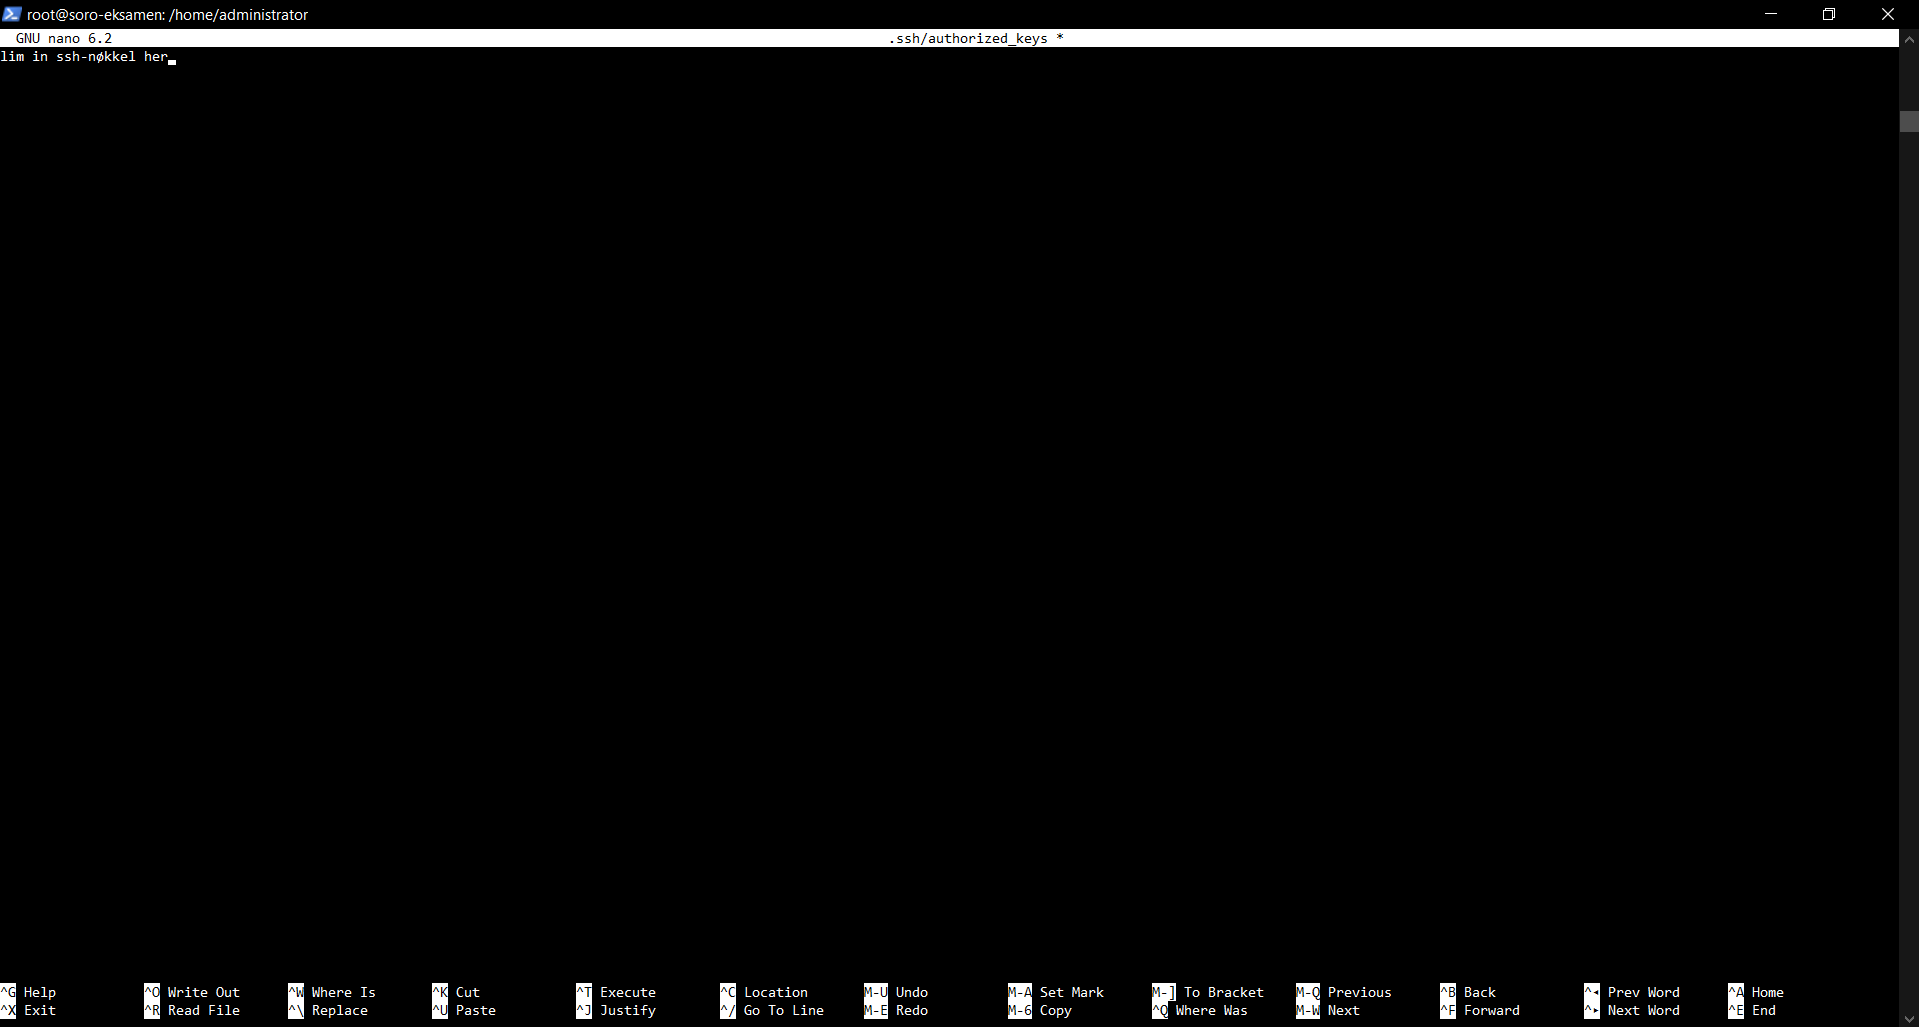 root@soro-eksamen: /home/administrator
GNU nano 6.2 .ssh/authorized_keys *
lim in ssh-nøkkel her
^G Help ^O Write Out ^W Where Is ^K Cut ^T Execute ^C Location M-U Undo M-A Set Mark M-] To Bracket M-Q Previous ^B Back ^◂ Prev Word ^A Home
^X Exit ^R Read File ^\ Replace ^U Paste ^J Justify ^/ Go To Line M-E Redo M-6 Copy ^Q Where Was M-W Next ^F Forward ^▸ Next Word ^E End